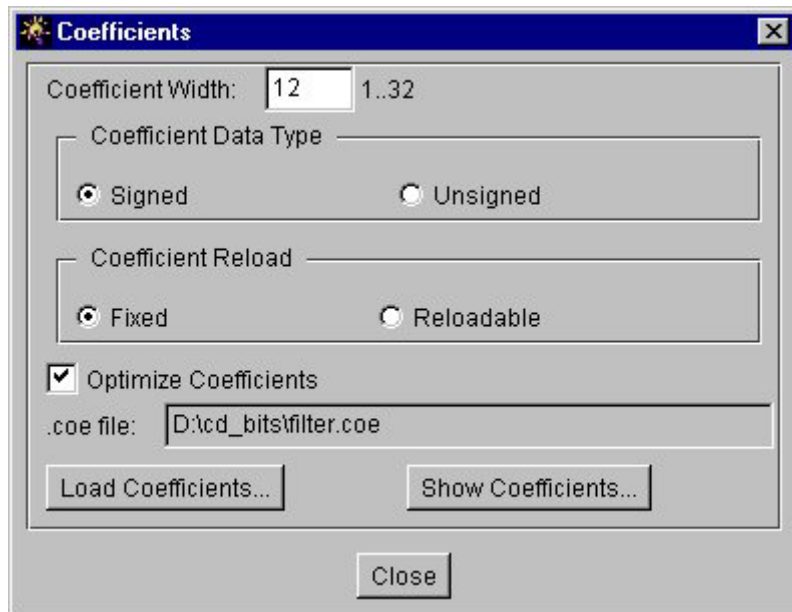 Coefficients
Coefficient Width: 12 1..32
Coefficient Data Type
Signed Unsigned
Coefficient Reload
Fixed Reloadable
Optimize Coefficients
.coe file: D:\cd_bits\filter.coe
Load Coefficients... Show Coefficients...
Close